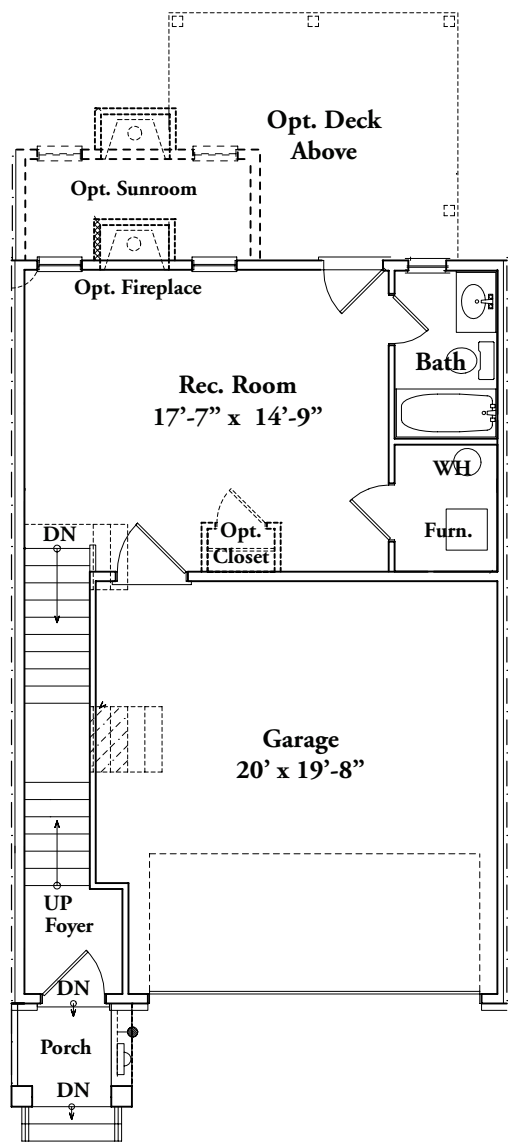 Opt. Deck
Above
Opt. Sunroom
Opt. Fireplace
Bath
Rec. Room
17’-7” x 14’-9”
WH
DN
Opt.
Closet
Furn.
Garage
20’ x 19’-8”
UP
Foyer
DN
Porch
DN